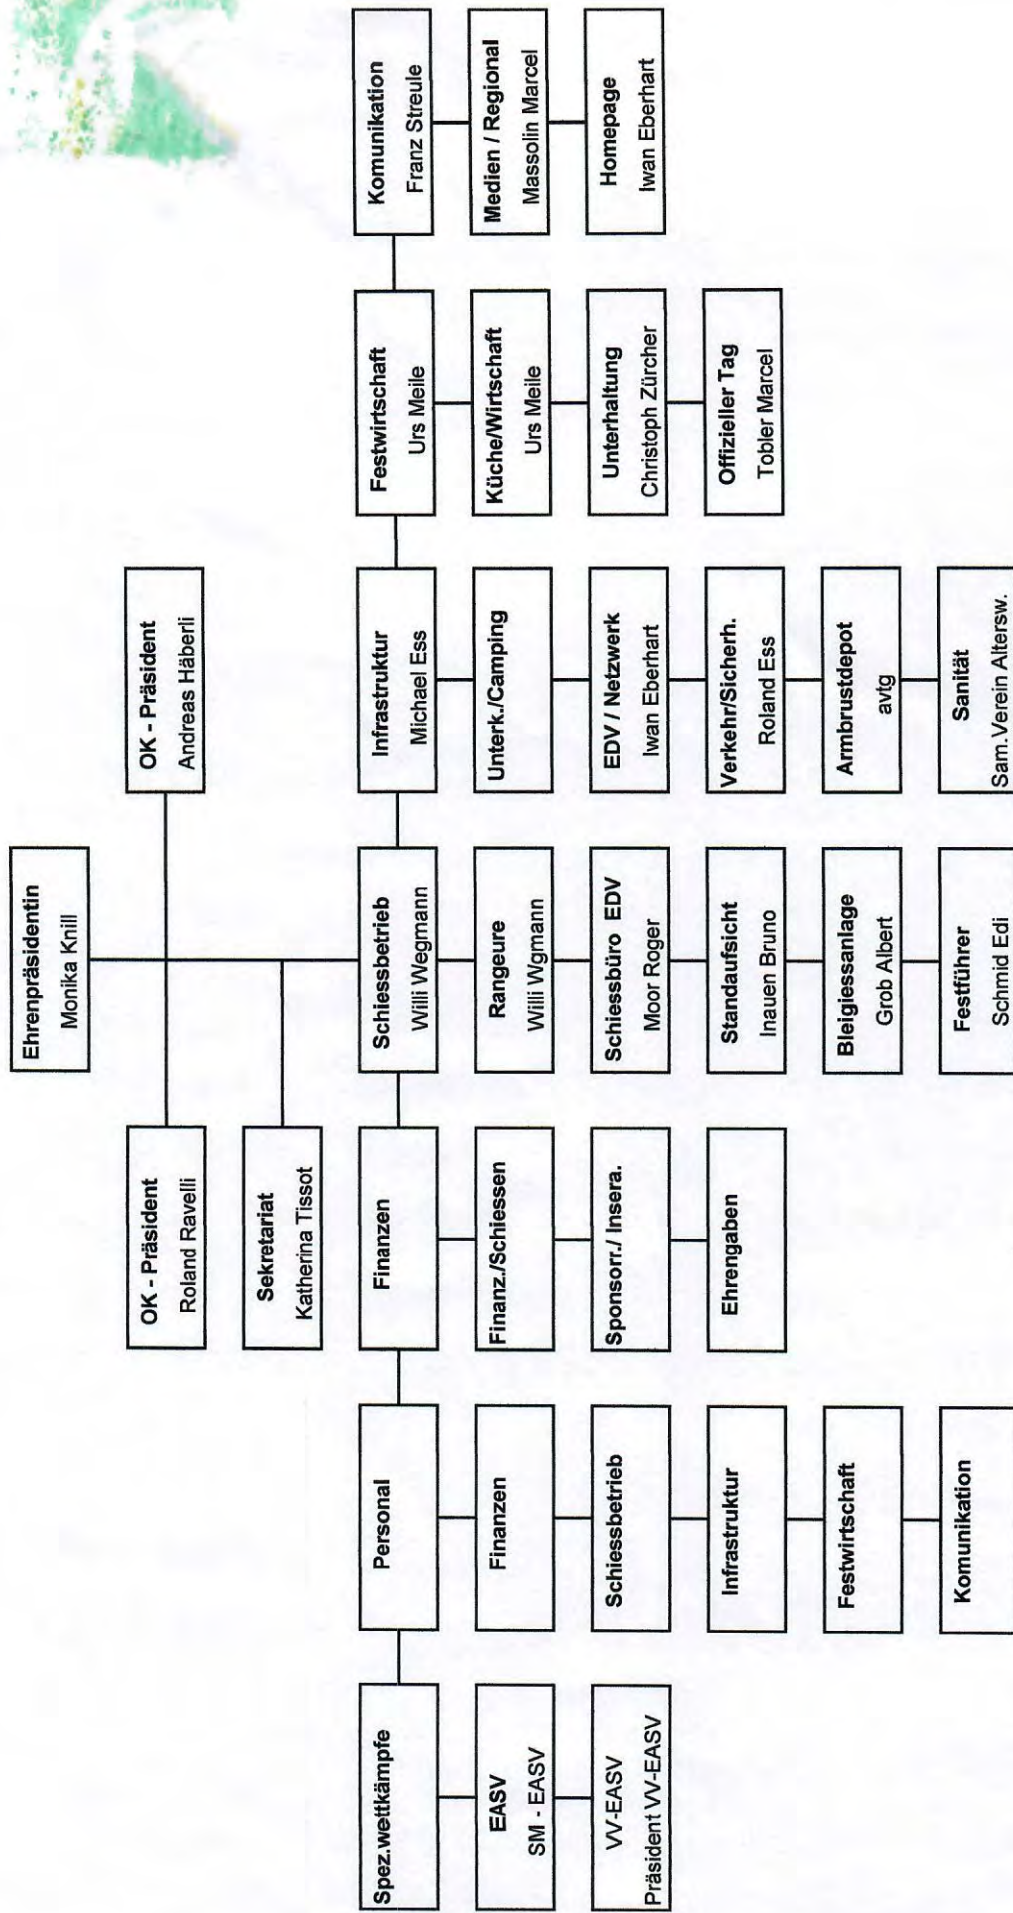 Ehrenpräsidentin
Monika Knill
OK - Präsident
Roland Ravelli
OK - Präsident
Andreas Häberli
Sekretariat
Katherina Tissot
Spez.wettkämpfe
EASV
SM - EASV
VV-EASV
Präsident VV-EASV
Personal
Finanzen
Schiessbetrieb
Infrastruktur
Festwirtschaft
Komunikation
Finanzen
Finanz./Schiessen
Sponsorr./ Insera.
Ehrengaben
Schiessbetrieb
Willi Wegmann
Rangeure
Willi Wgmann
Schiessbüro EDV
Moor Roger
Standaufsicht
Inauen Bruno
Bleigiessanlage
Grob Albert
Festführer
Schmid Edi
Infrastruktur
Michael Ess
Unterk./Camping
EDV / Netzwerk
Iwan Eberhart
Verkehr/Sicherh.
Roland Ess
Armbrustdepot
avtg
Sanität
Sam.Verein Altersw.
Festwirtschaft
Urs Meile
Küche/Wirtschaft
Urs Meile
Unterhaltung
Christoph Zürcher
Offizieller Tag
Tobler Marcel
Komunikation
Franz Streule
Medien / Regional
Massolin Marcel
Homepage
Iwan Eberhart